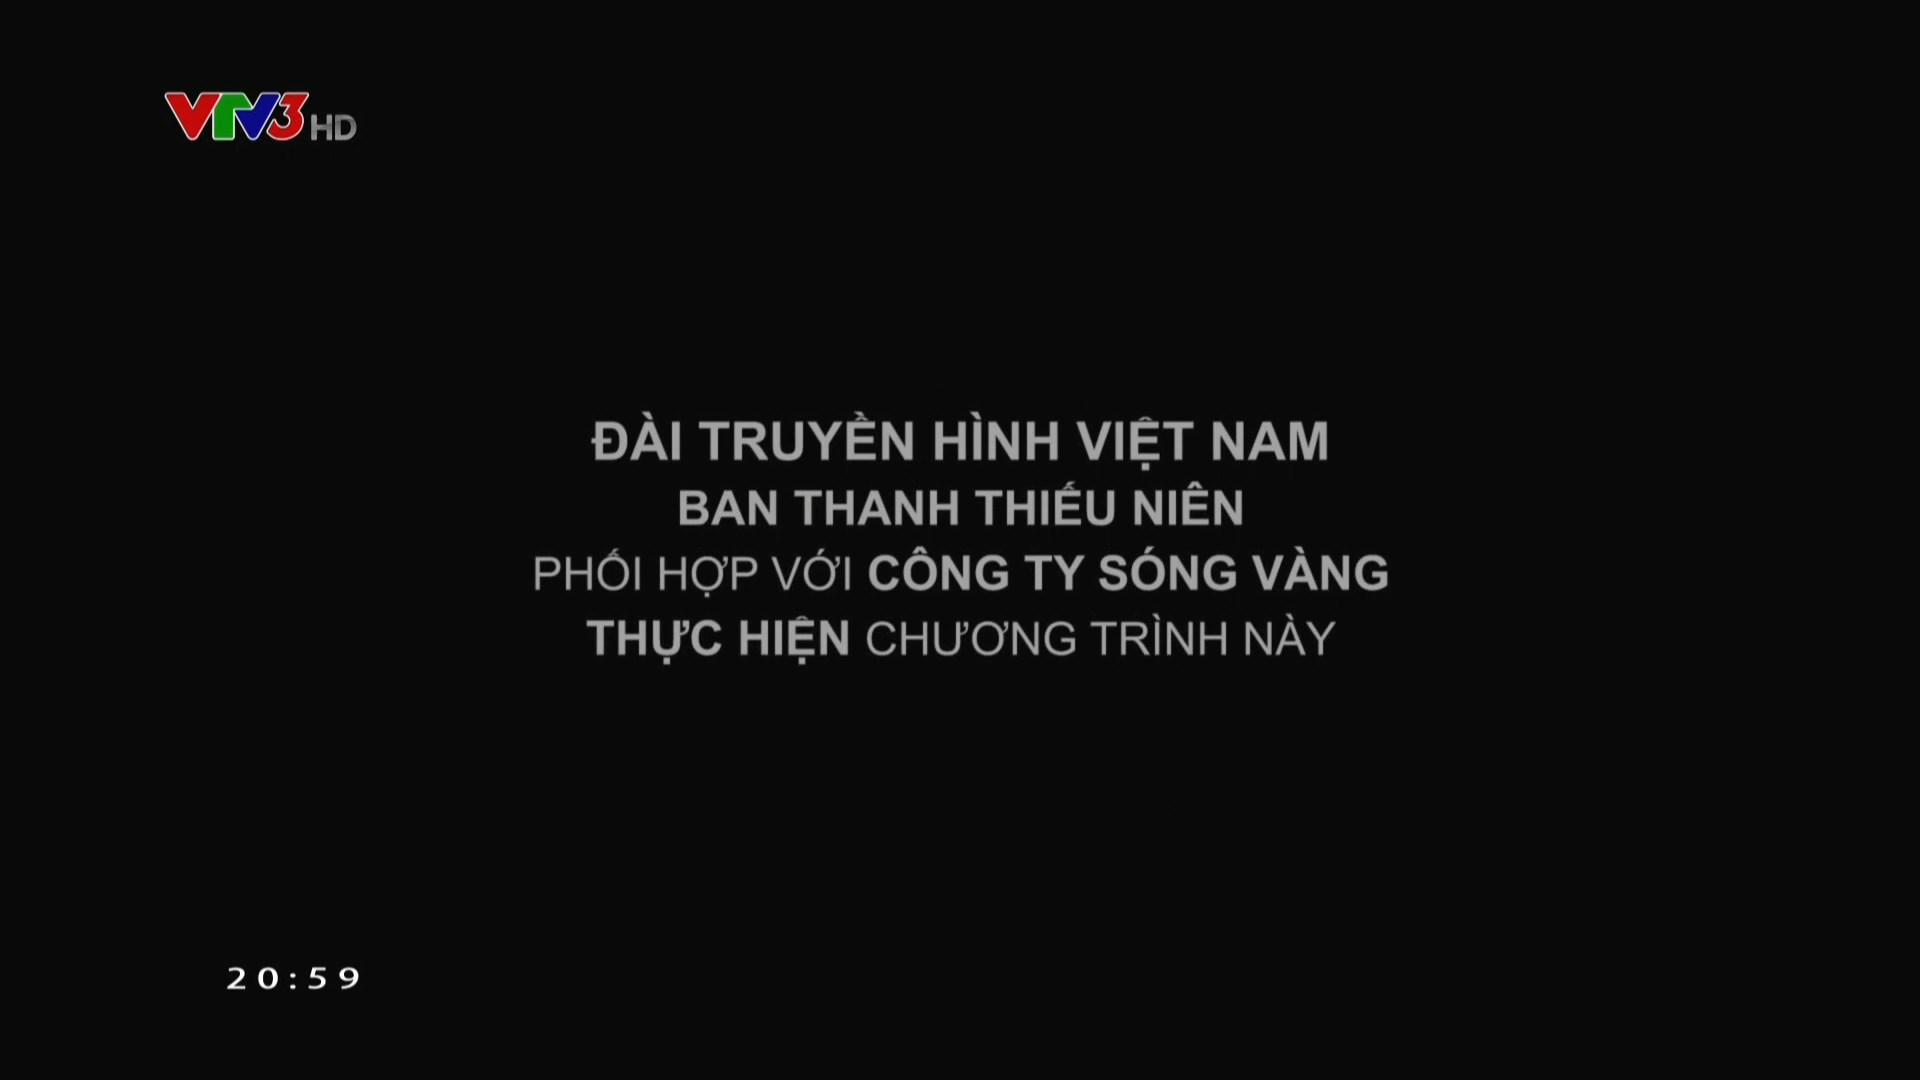 VTV3 HD
ĐÀI TRUYỀN HÌNH VIỆT NAM
BAN THANH THIẾU NIÊN
PHỐI HỢP VỚI CÔNG TY SÓNG VÀNG
THỰC HIỆN CHƯƠNG TRÌNH NÀY
20:59